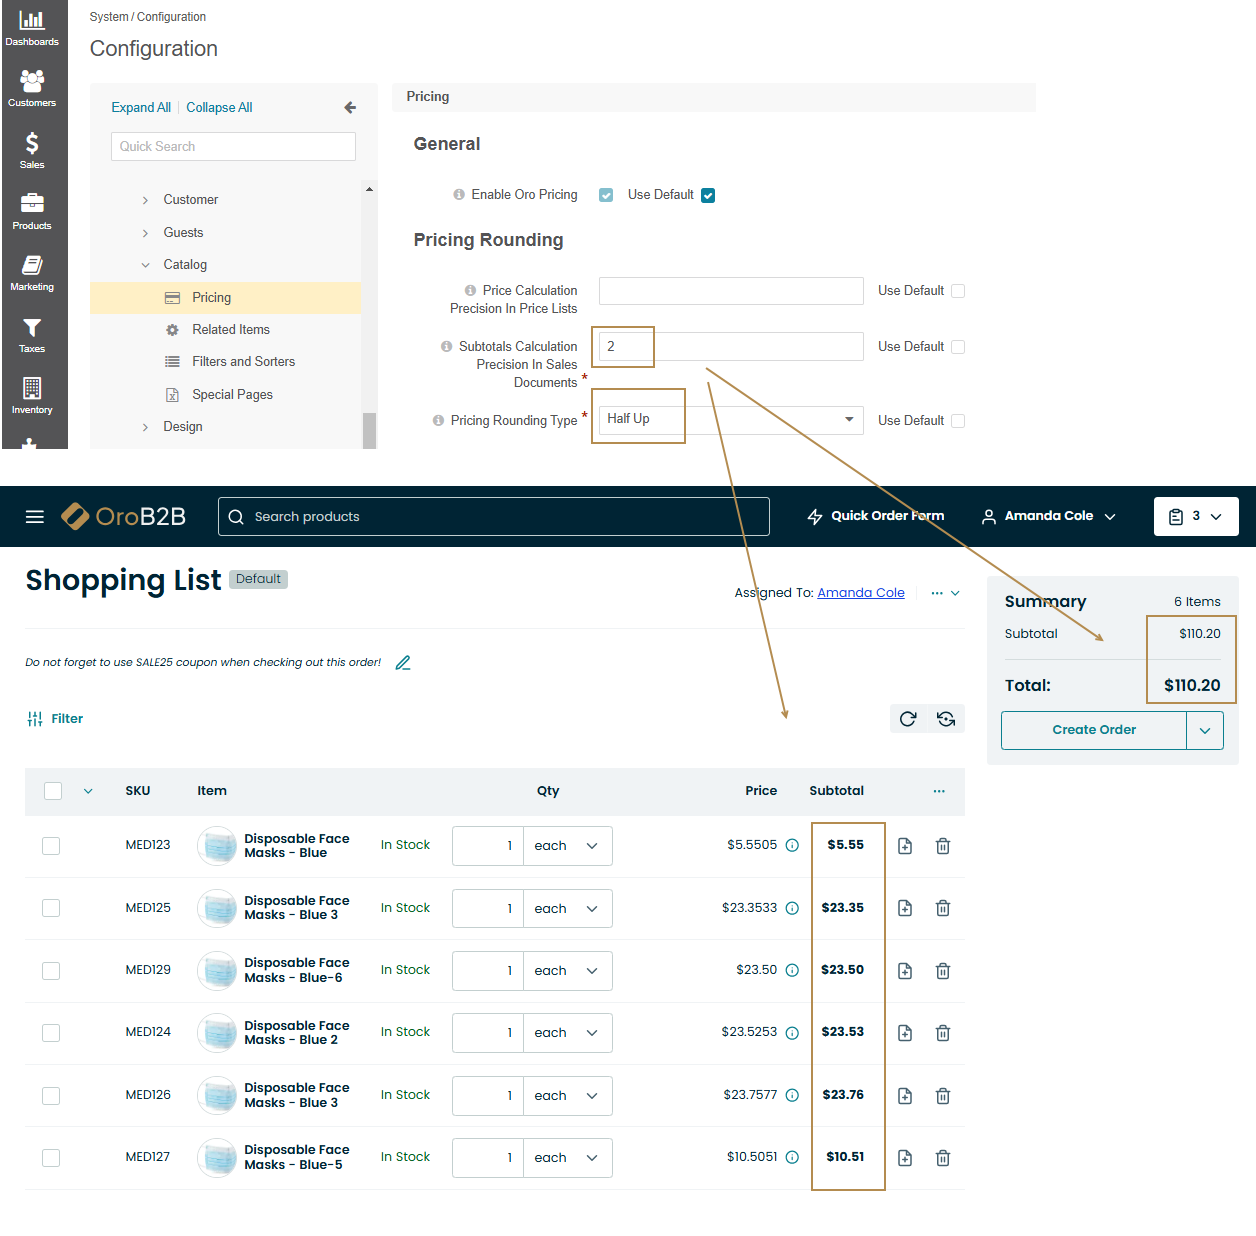 System / Configuration
Configuration
Dashboards
Customers
Sales
Products
Marketing
Taxes
Inventory
Expand All | Collapse All
Quick Search
Customer
Guests
Catalog
Pricing
Related Items
Filters and Sorters
Special Pages
Design
Pricing
General
Enable Oro Pricing Use Default
Pricing Rounding
Price Calculation
Precision In Price Lists
Use Default
Subtotals Calculation
Precision In Sales
Documents *
2
Use Default
Pricing Rounding Type *
Half Up
Use Default
OroB2B
Search products
Quick Order Form
Amanda Cole
3
Shopping List Default
Assigned To: Amanda Cole ...
Do not forget to use SALE25 coupon when checking out this order!
Filter
Summary 6 Items
Subtotal $110.20
Total: $110.20
Create Order
SKU Item Qty Price Subtotal ...
MED123 Disposable Face
Masks - Blue
In Stock 1 each $5.5505 $5.55
MED125 Disposable Face
Masks - Blue 3
In Stock 1 each $23.3533 $23.35
MED129 Disposable Face
Masks - Blue-6
In Stock 1 each $23.50 $23.50
MED124 Disposable Face
Masks - Blue 2
In Stock 1 each $23.5253 $23.53
MED126 Disposable Face
Masks - Blue 3
In Stock 1 each $23.7577 $23.76
MED127 Disposable Face
Masks - Blue-5
In Stock 1 each $10.5051 $10.51